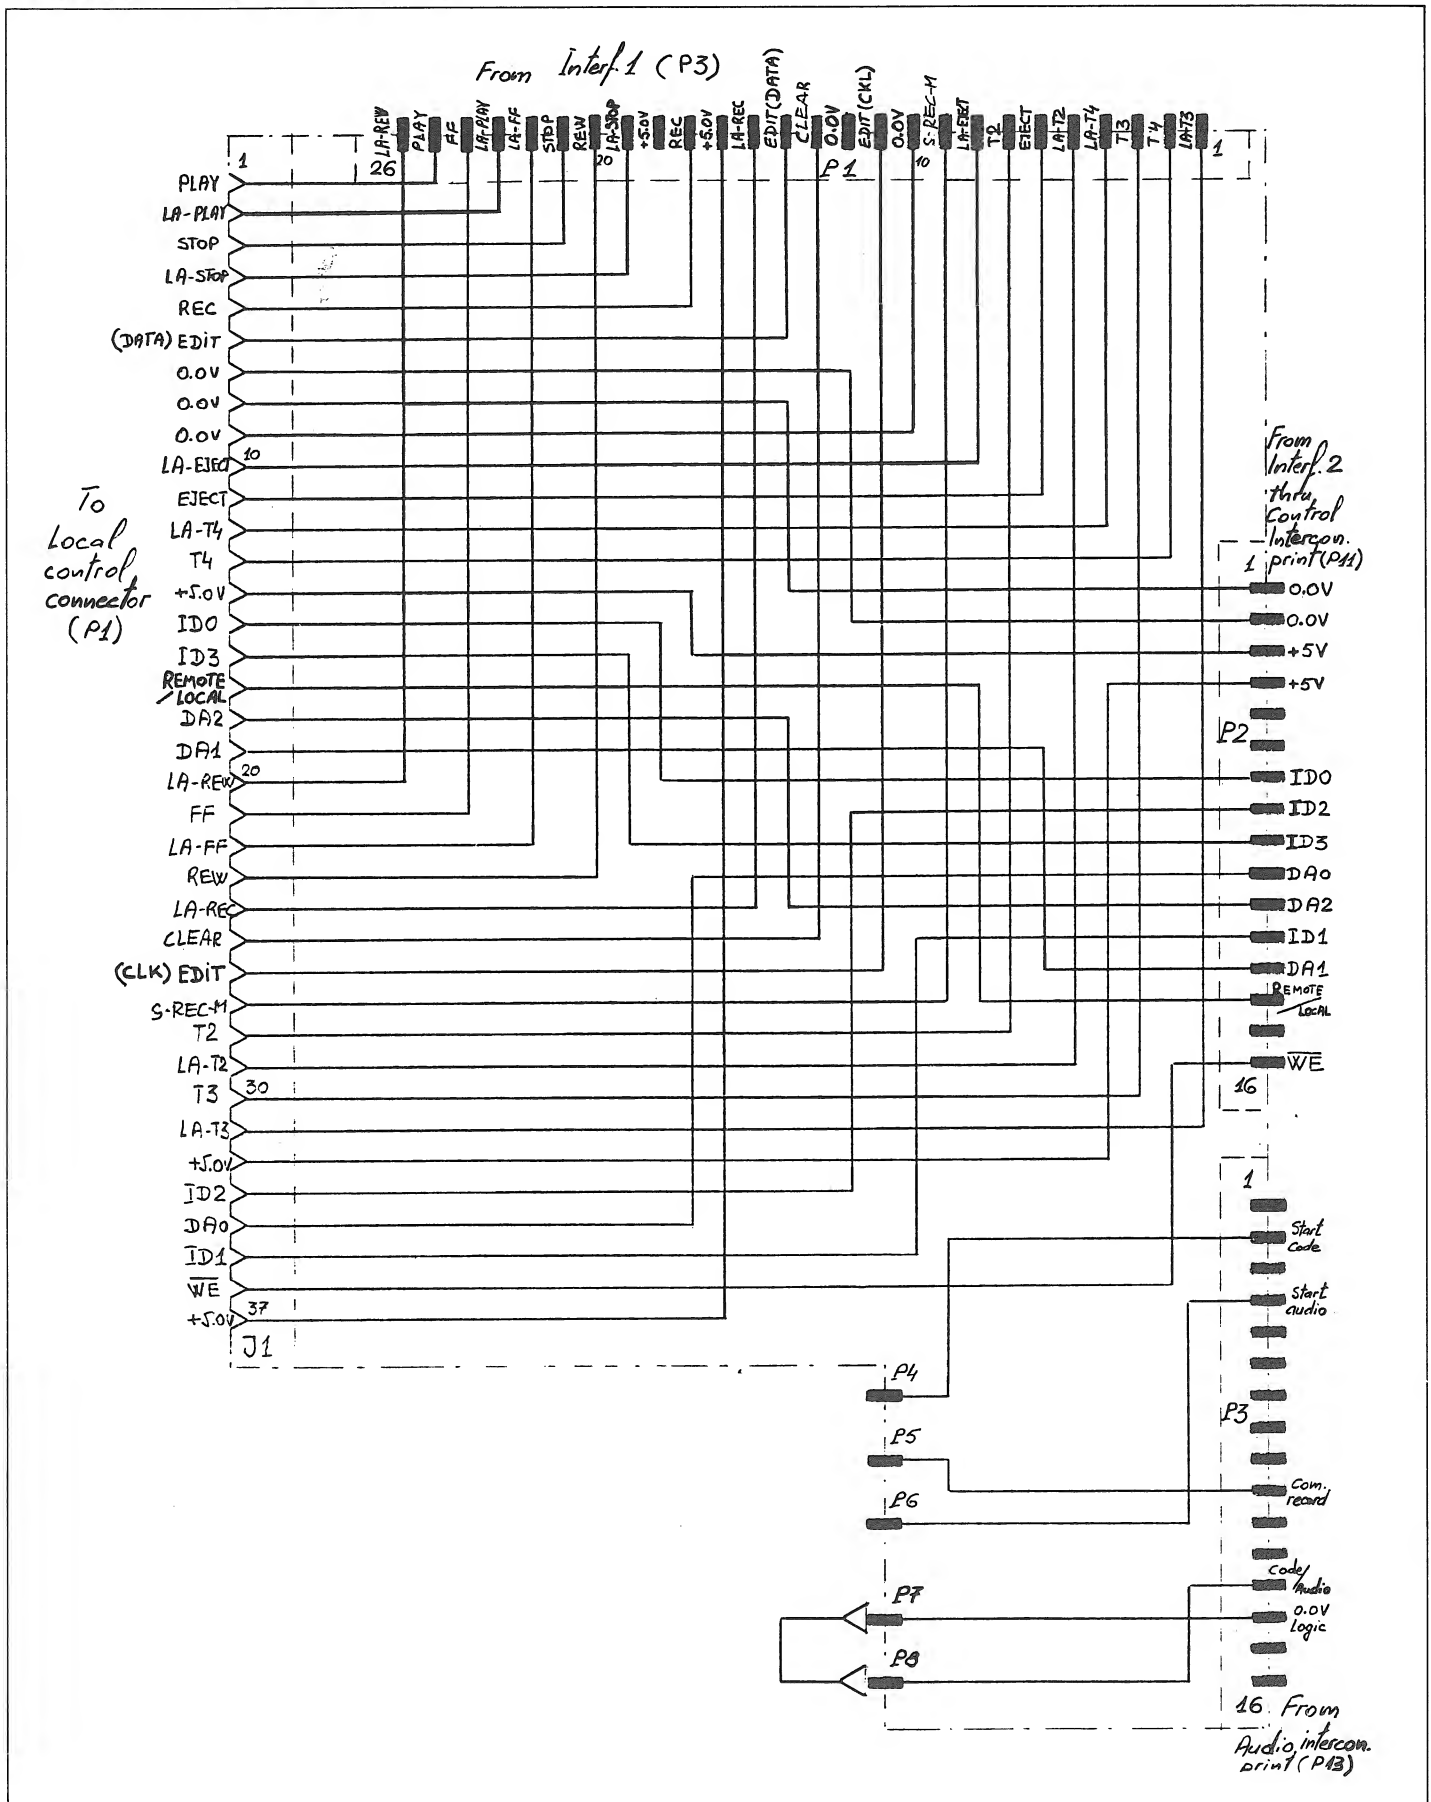 From Interf.1 (P3)
LA-REW
PLAY
FF
LA-PLAY
LA-FF
STOP
REW
LA-STOP
+5.0V
REC
+5.0V
LA-REC
EDIT(DATA)
CLEAR
0.0V
EDIT(CKL)
0.0V
S-REC-M
LA-EJECT
T2
EJECT
LA-T2
LA-T4
T3
T4
LA-T3
26
20
10
1
P1
1
PLAY
LA-PLAY
STOP
LA-STOP
REC
(DATA) EDIT
0.0V
0.0V
0.0V
LA-EJECT 10
EJECT
LA-T4
T4
+5.0V
ID0
ID3
REMOTE
/LOCAL
DA2
DA1
LA-REW 20
FF
LA-FF
REW
LA-REC
CLEAR
(CLK) EDIT
S-REC-M
T2
LA-T2
T3 30
LA-T3
+5.0V
ID2
DA0
ID1
WE
+5.0V 37
J1
To
Local
control
connector
(P1)
From
Interf.2
thru
Control
Intercon.
print(P11)
1
0.0V
0.0V
+5V
+5V
P2
ID0
ID2
ID3
DA0
DA2
ID1
DA1
REMOTE
/LOCAL
WE
16
1
Start
Code
Start
audio
P3
Com.
record
Code/
Audio
0.0V
Logic
16 From
Audio intercon.
print (P13)
P4
P5
P6
P7
P8